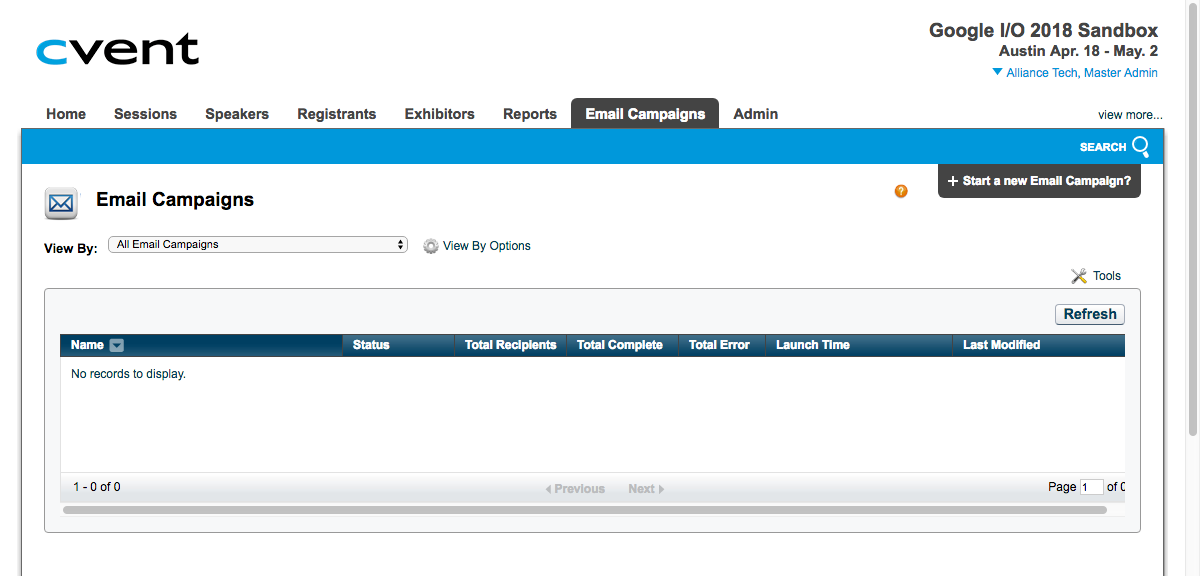 cvent
Google I/O 2018 Sandbox
Austin Apr. 18 - May. 2
Alliance Tech, Master Admin
Home Sessions Speakers Registrants Exhibitors Reports Email Campaigns Admin view more...
SEARCH
+ Start a new Email Campaign?
Email Campaigns
?
View By: All Email Campaigns View By Options
Tools
Refresh
Name Status Total Recipients Total Complete Total Error Launch Time Last Modified
No records to display.
1 - 0 of 0 Previous Next Page 1 of 0